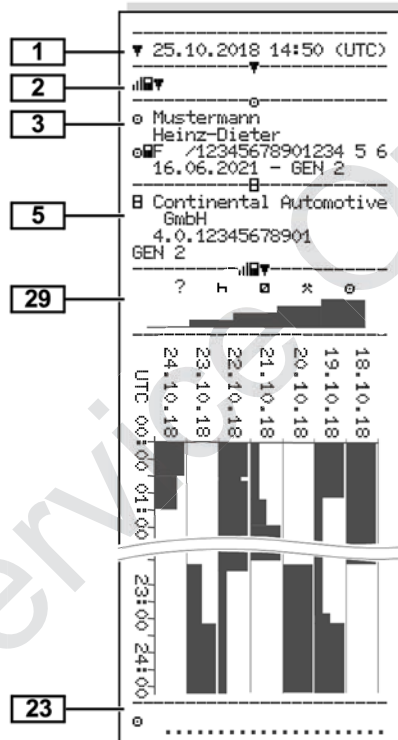 1
▼ 25.10.2018 14:50 (UTC)
2
3
Mustermann
Heinz-Dieter
F /12345678901234 5 6
16.06.2021 - GEN 2
5
Continental Automotive
GmbH
4.0.12345678901
GEN 2
29
?
24.10.18
23.10.18
22.10.18
21.10.18
20.10.18
19.10.18
18.10.18
UTC 00:00 01:00
23:00 24:00
23